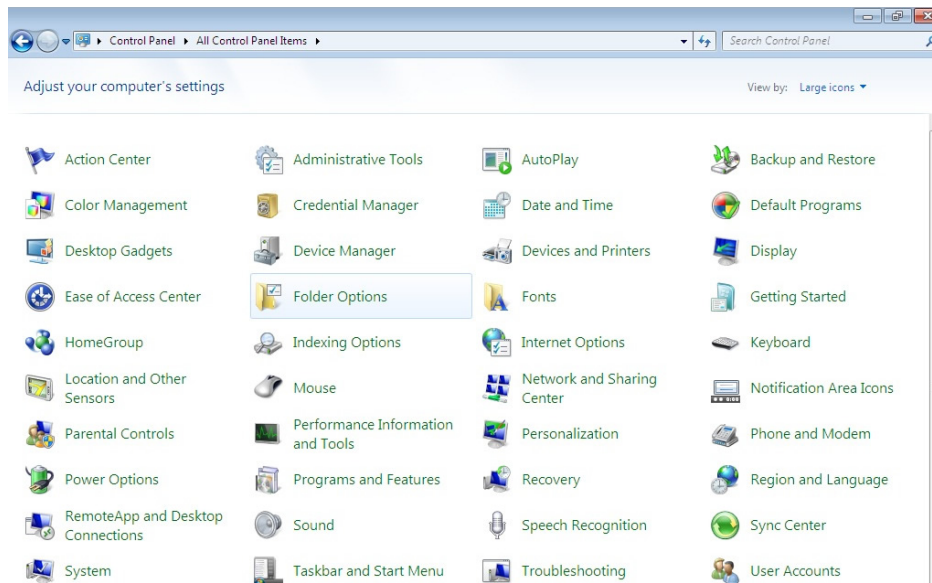 Control Panel All Control Panel Items
Search Control Panel
Adjust your computer's settings
View by: Large icons
Action Center
Administrative Tools
AutoPlay
Backup and Restore
Color Management
Credential Manager
Date and Time
Default Programs
Desktop Gadgets
Device Manager
Devices and Printers
Display
Ease of Access Center
Folder Options
Fonts
Getting Started
HomeGroup
Indexing Options
Internet Options
Keyboard
Location and Other
Sensors
Mouse
Network and Sharing
Center
Notification Area Icons
Parental Controls
Performance Information
and Tools
Personalization
Phone and Modem
Power Options
Programs and Features
Recovery
Region and Language
RemoteApp and Desktop
Connections
Sound
Speech Recognition
Sync Center
System
Taskbar and Start Menu
Troubleshooting
User Accounts